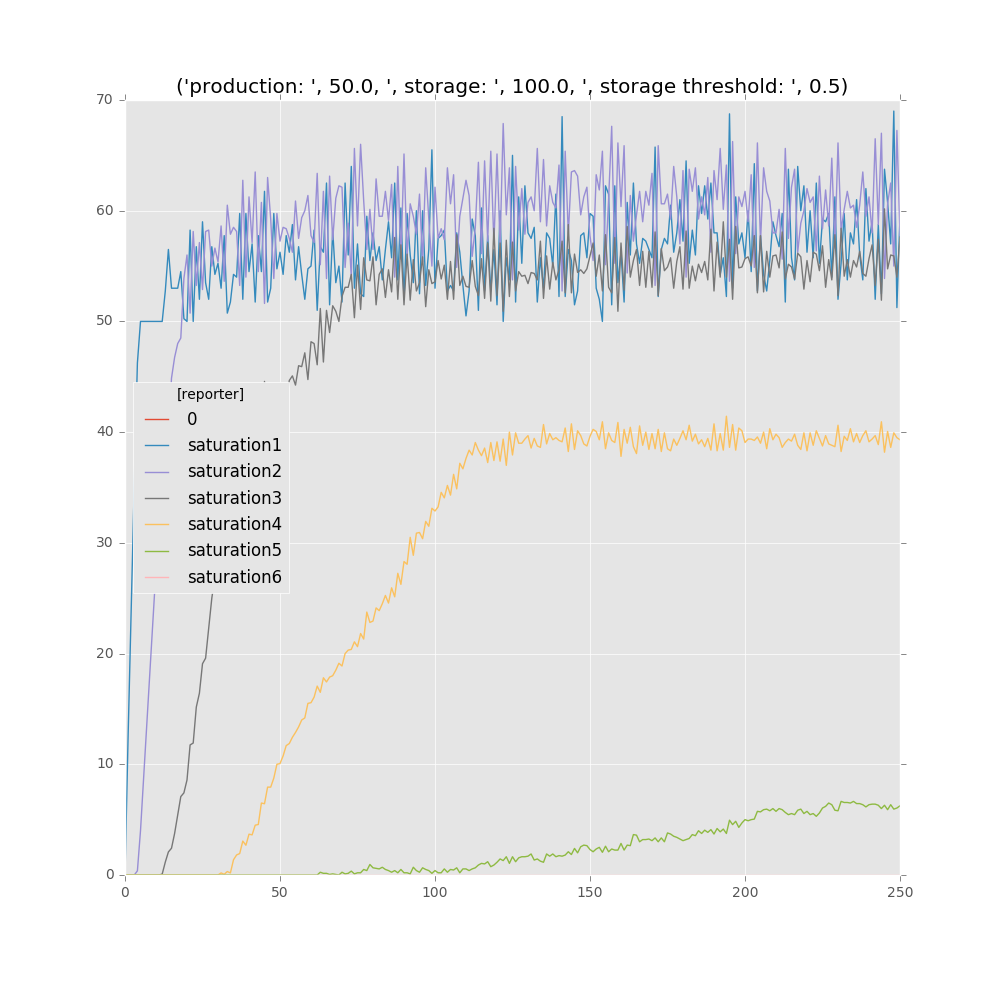 ('production: ', 50.0, ', storage: ', 100.0, ', storage threshold: ', 0.5)
70
60
50
40
30
20
10
0
[reporter]
0
saturation1
saturation2
saturation3
saturation4
saturation5
saturation6
0 50 100 150 200 250